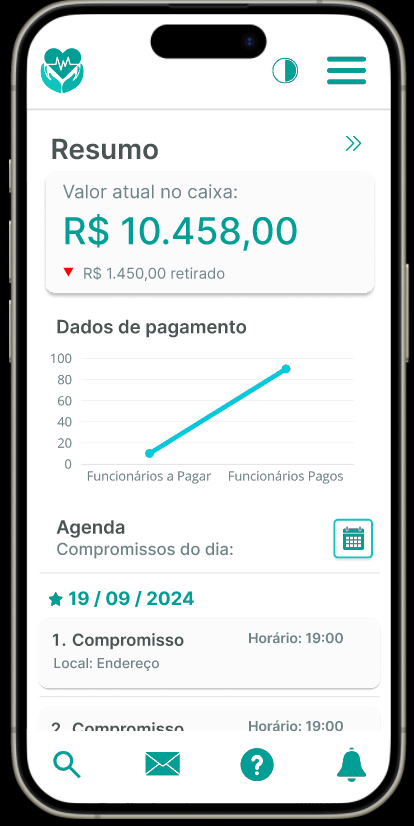 Resumo
Valor atual no caixa:
R$ 10.458,00
R$ 1.450,00 retirado
Dados de pagamento
100
80
60
40
20
0
Funcionários a Pagar Funcionários Pagos
Agenda
Compromissos do dia:
19 / 09 / 2024
1. Compromisso Horário: 19:00
Local: Endereço
2. Compromisso Horário: 19:00
?